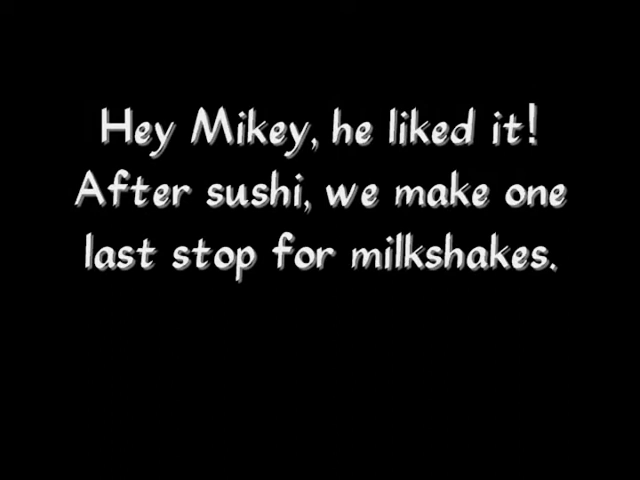 Hey Mikey, he liked it!
After sushi, we make one
last stop for milkshakes.